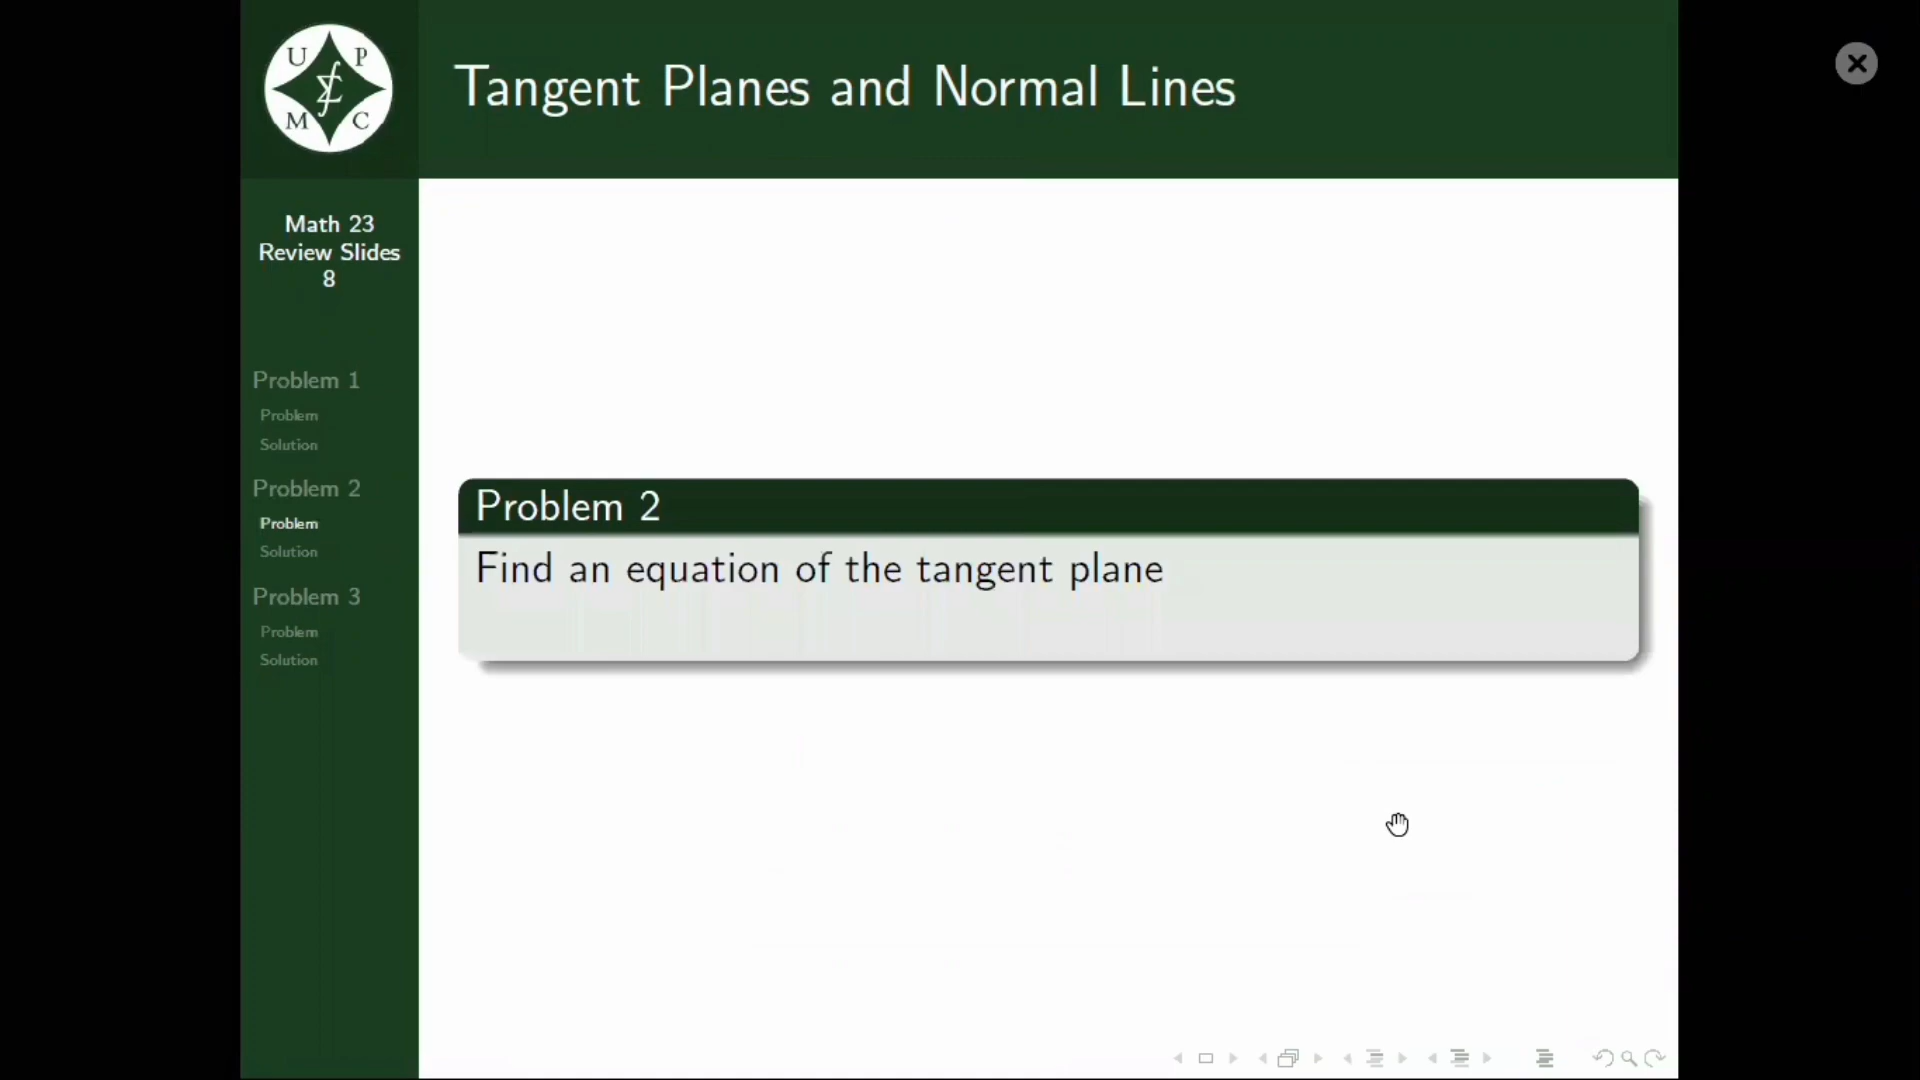 U P
M C
Tangent Planes and Normal Lines
Math 23
Review Slides
8
Problem 1
Problem
Solution
Problem 2
Problem
Solution
Problem 3
Problem
Solution
Problem 2
Find an equation of the tangent plane